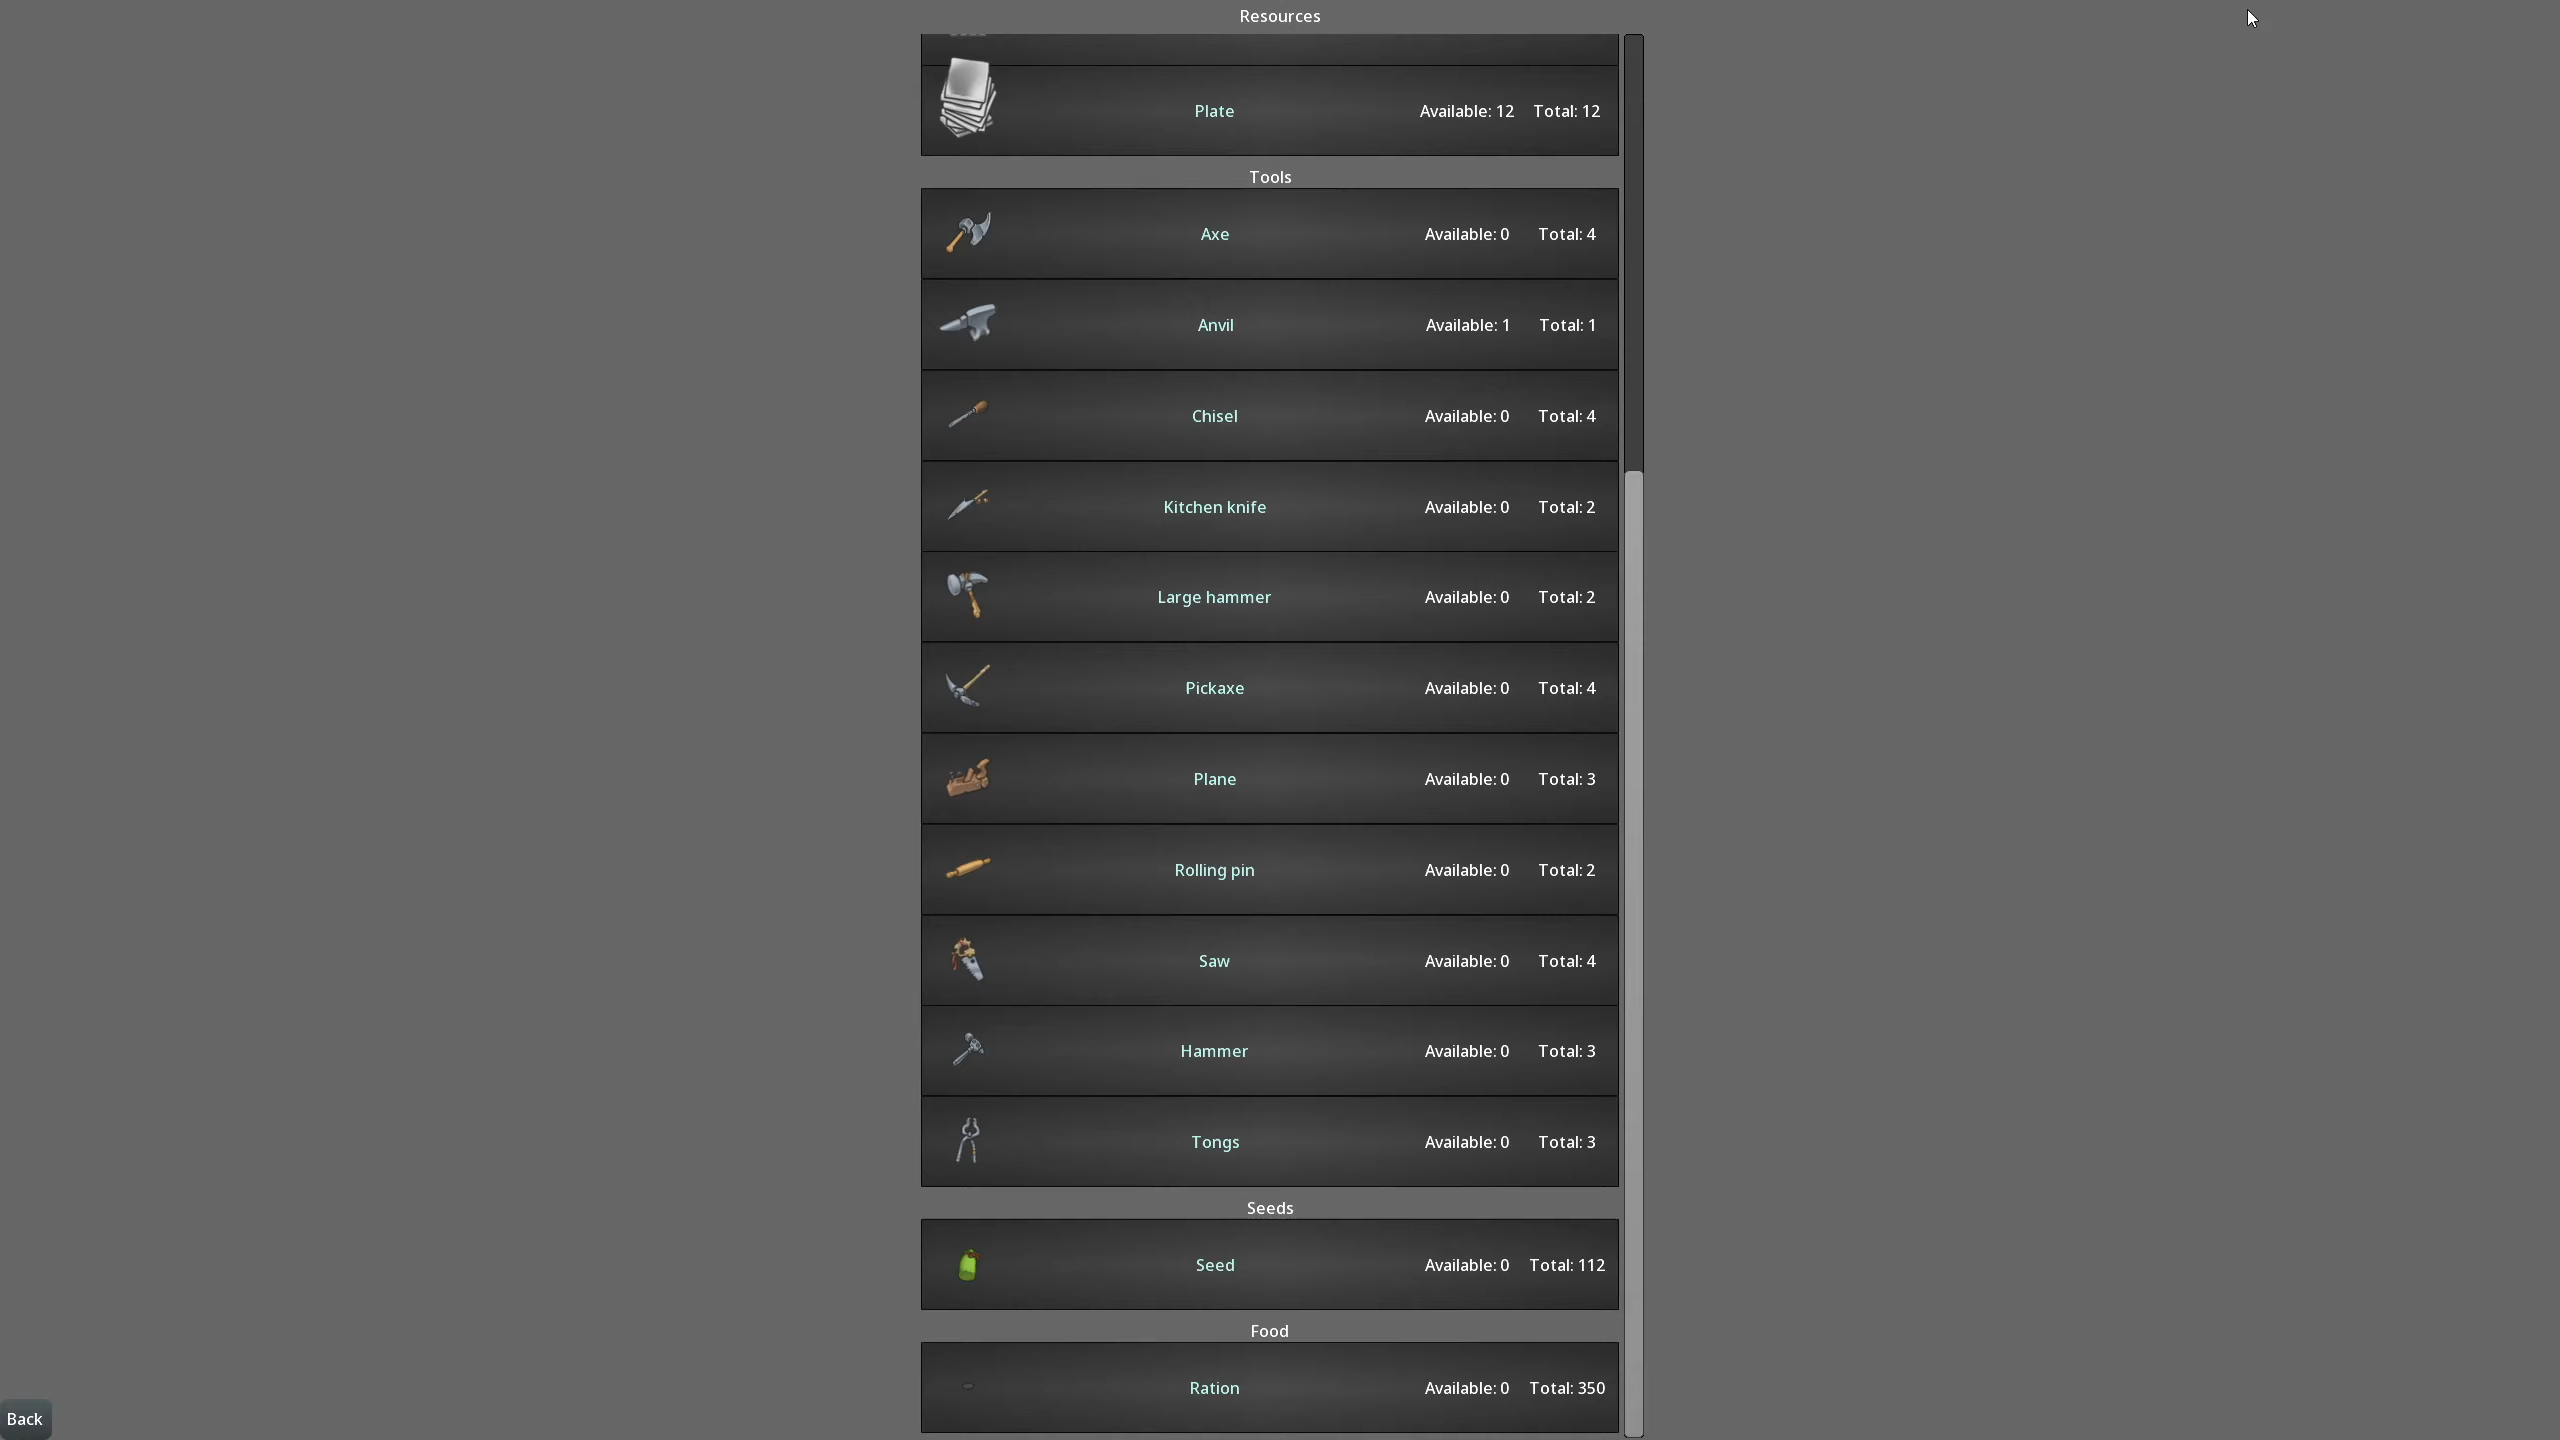 Resources
Plate Available: 12 Total: 12
Tools
Axe Available: 0 Total: 4
Anvil Available: 1 Total: 1
Chisel Available: 0 Total: 4
Kitchen knife Available: 0 Total: 2
Large hammer Available: 0 Total: 2
Pickaxe Available: 0 Total: 4
Plane Available: 0 Total: 3
Rolling pin Available: 0 Total: 2
Saw Available: 0 Total: 4
Hammer Available: 0 Total: 3
Tongs Available: 0 Total: 3
Seeds
Seed Available: 0 Total: 112
Food
Ration Available: 0 Total: 350
Back